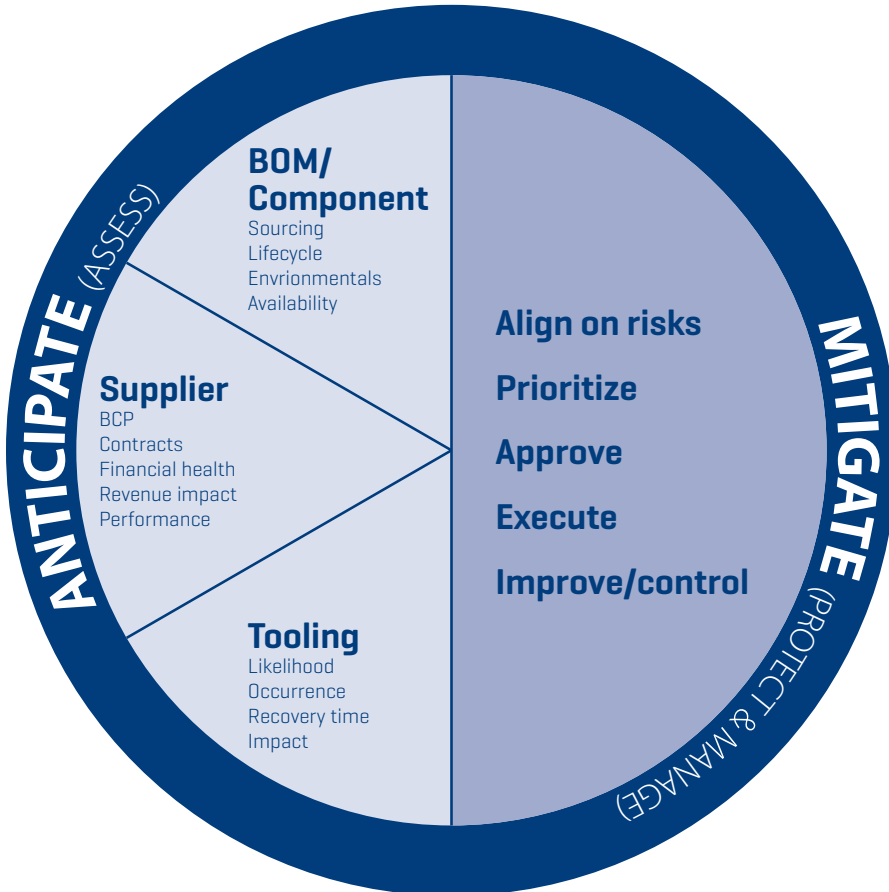 ANTICIPATE (ASSESS)
BOM/
Component
Sourcing
Lifecycle
Envrionmentals
Availability
Supplier
BCP
Contracts
Financial health
Revenue impact
Performance
Tooling
Likelihood
Occurrence
Recovery time
Impact
MITIGATE (PROTECT & MANAGE)
Align on risks
Prioritize
Approve
Execute
Improve/control